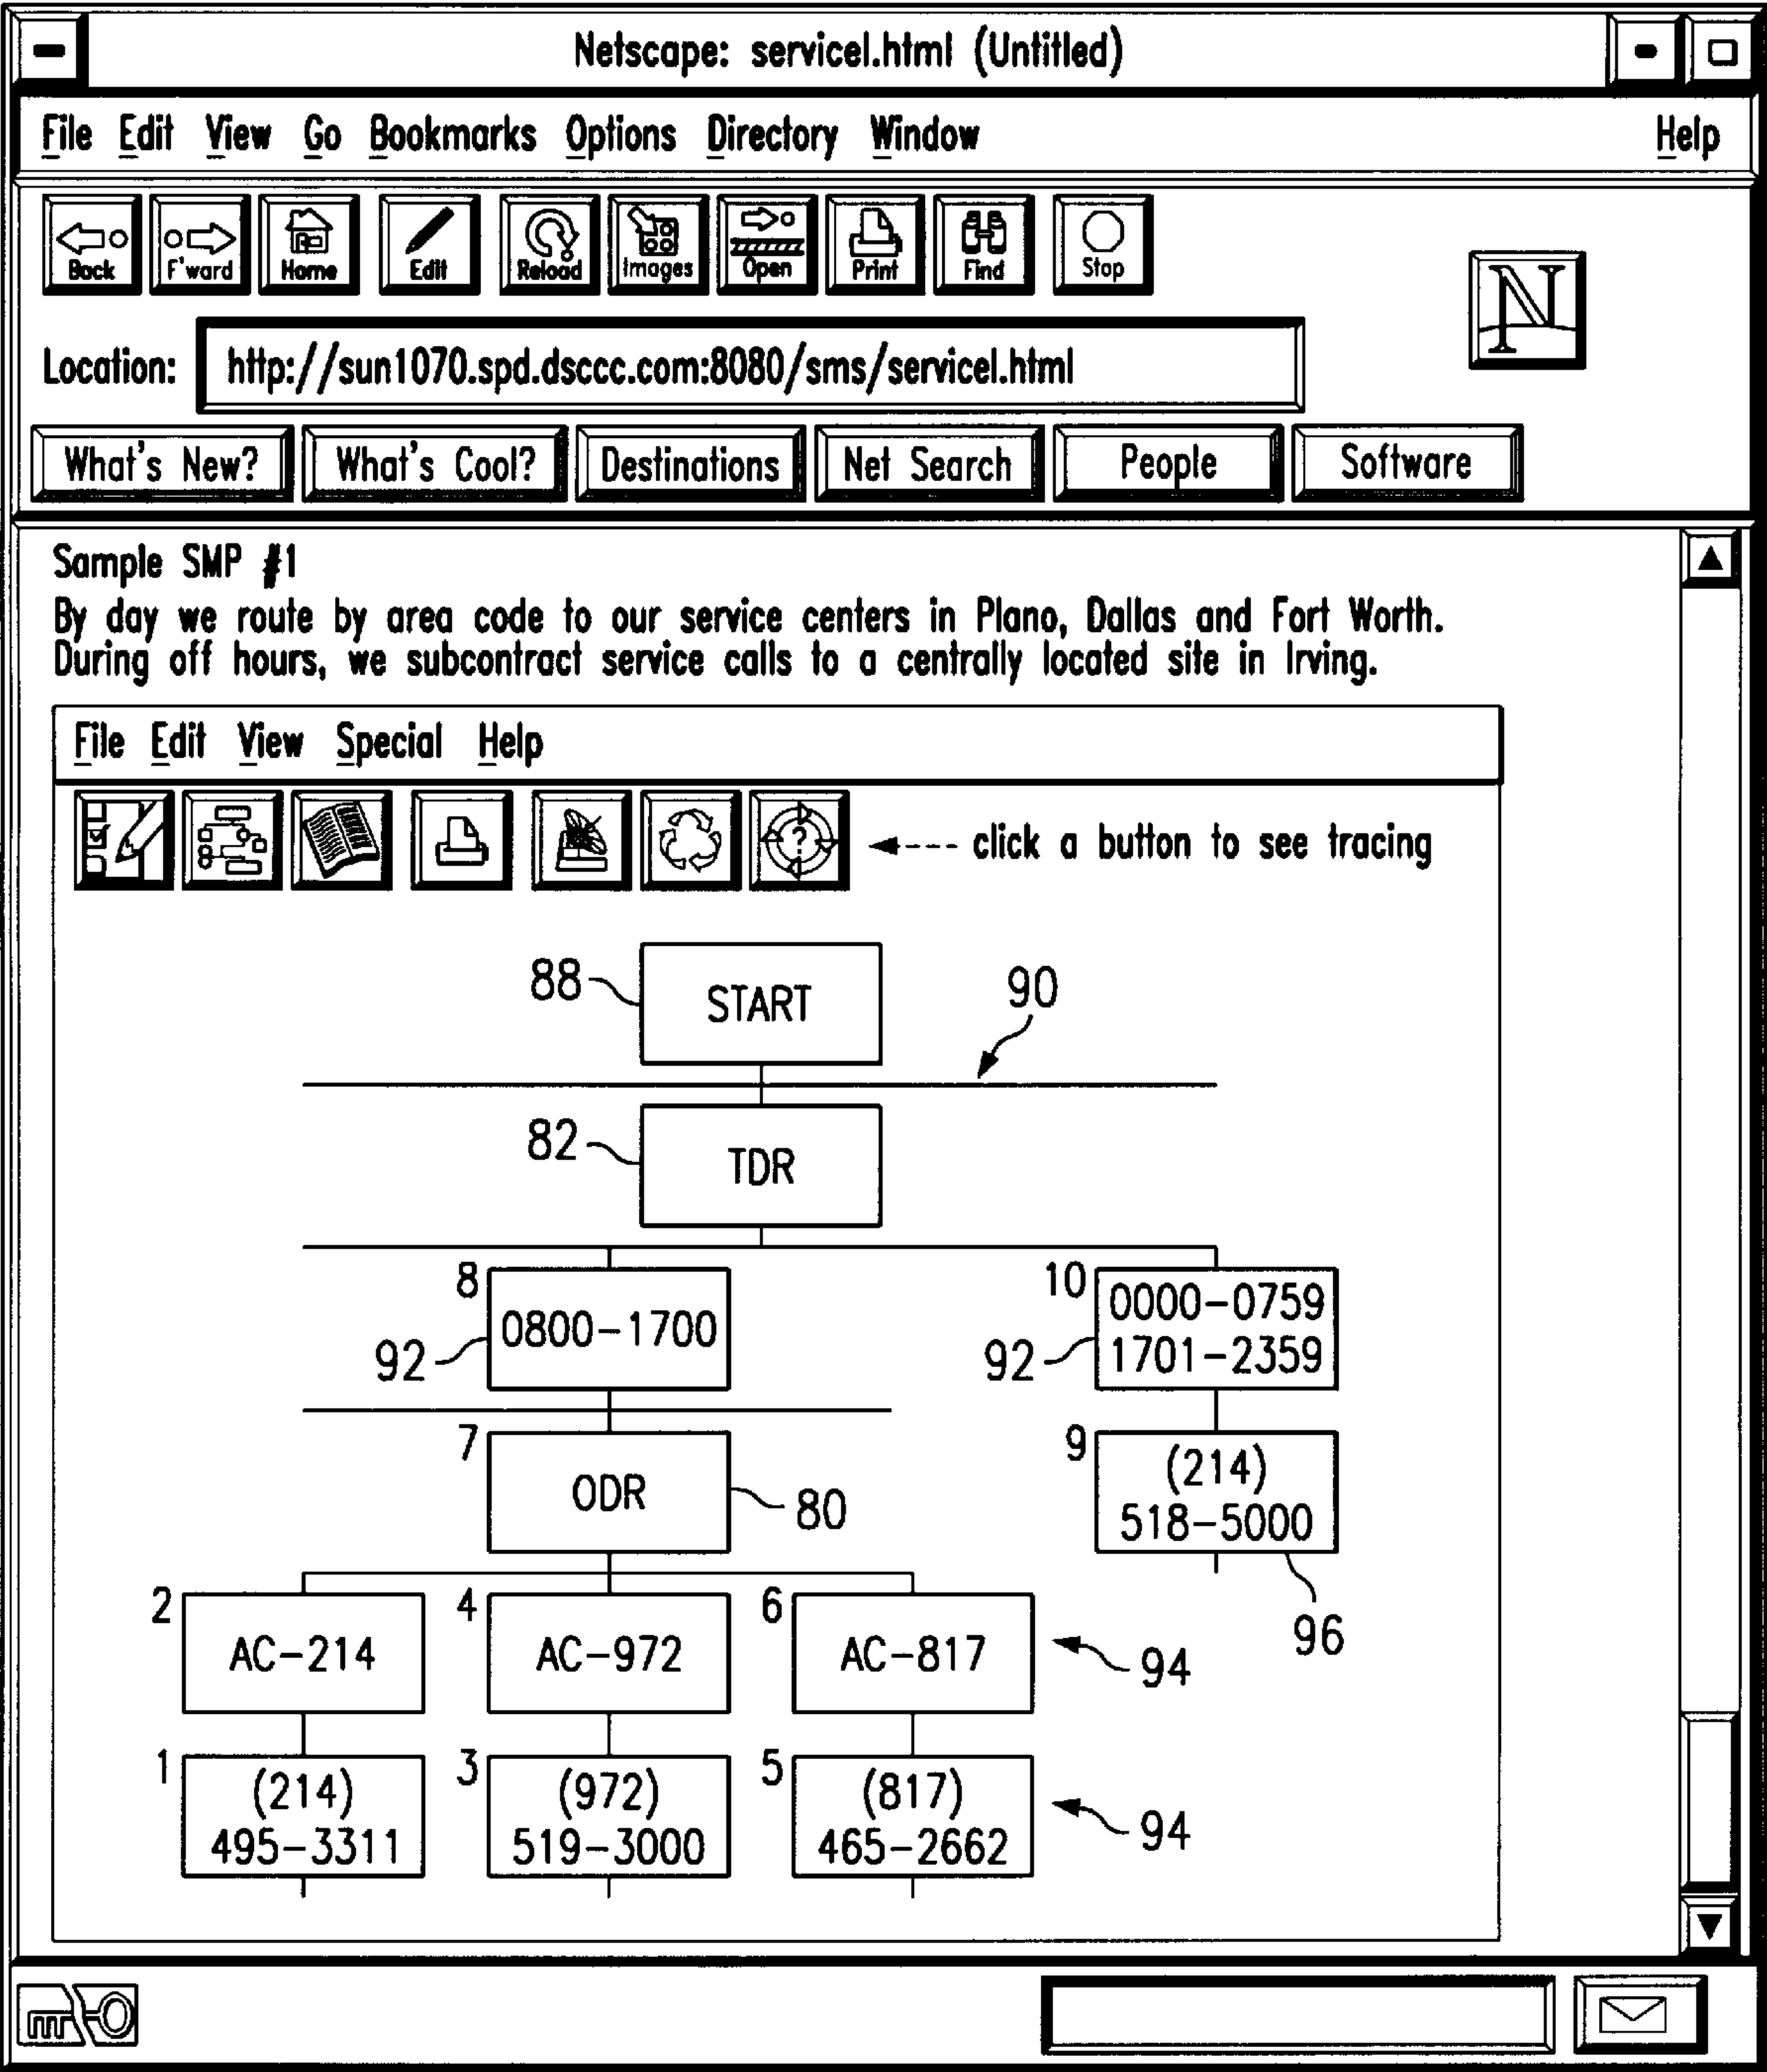 Netscape: servicel.html (Untitled)
File Edit View Go Bookmarks Options Directory Window Help
Back F'ward Home Edit Reload Images Open Print Find Stop
N
Location: http://sun1070.spd.dsccc.com:8080/sms/servicel.html
What's New? What's Cool? Destinations Net Search People Software
Sample SMP #1
By day we route by area code to our service centers in Plano, Dallas and Fort Worth.
During off hours, we subcontract service calls to a centrally located site in Irving.
File Edit View Special Help
? click a button to see tracing
88 START 90
82 TDR
8 0800-1700 92
10 0000-0759
1701-2359 92
7 ODR 80
9 (214)
518-5000 96
2 AC-214 4 AC-972 6 AC-817 94
1 (214) 3 (972) 5 (817)
495-3311 519-3000 465-2662 94